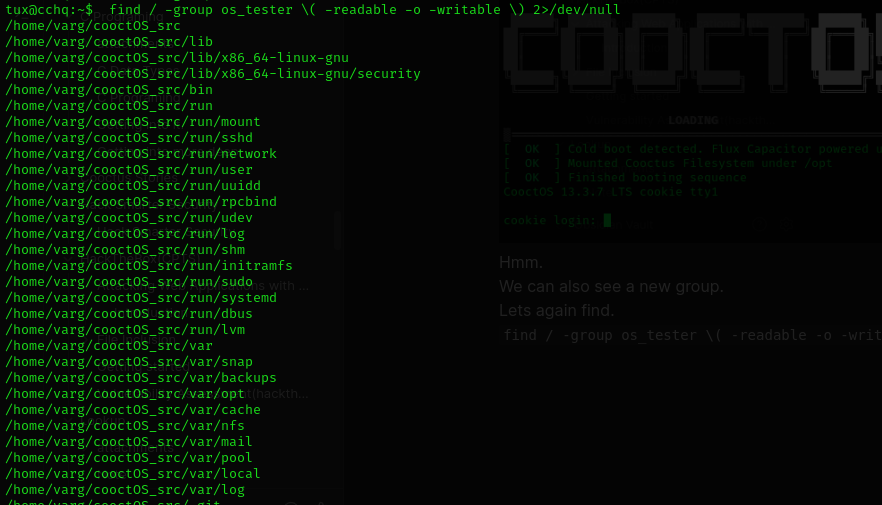 tux@cchq:~$  find / -group os_tester \( -readable -o -writable \) 2>/dev/null
/home/varg/cooctOS_src
/home/varg/cooctOS_src/lib
/home/varg/cooctOS_src/lib/x86_64-linux-gnu
/home/varg/cooctOS_src/lib/x86_64-linux-gnu/security
/home/varg/cooctOS_src/bin
/home/varg/cooctOS_src/run
/home/varg/cooctOS_src/run/mount
/home/varg/cooctOS_src/run/sshd
/home/varg/cooctOS_src/run/network
/home/varg/cooctOS_src/run/user
/home/varg/cooctOS_src/run/uuidd
/home/varg/cooctOS_src/run/rpcbind
/home/varg/cooctOS_src/run/udev
/home/varg/cooctOS_src/run/log
/home/varg/cooctOS_src/run/shm
/home/varg/cooctOS_src/run/initramfs
/home/varg/cooctOS_src/run/sudo
/home/varg/cooctOS_src/run/systemd
/home/varg/cooctOS_src/run/dbus
/home/varg/cooctOS_src/run/lvm
/home/varg/cooctOS_src/var
/home/varg/cooctOS_src/var/snap
/home/varg/cooctOS_src/var/backups
/home/varg/cooctOS_src/var/opt
/home/varg/cooctOS_src/var/cache
/home/varg/cooctOS_src/var/nfs
/home/varg/cooctOS_src/var/mail
/home/varg/cooctOS_src/var/pool
/home/varg/cooctOS_src/var/local
/home/varg/cooctOS_src/var/log
/home/varg/cooctOS_src/.git
COOCTO
LOADING
[  OK  ] Cold boot detected. Flux Capacitor powered u
[  OK  ] Mounted Cooctus Filesystem under /opt
[  OK  ] Finished booting sequence
CooctOS 13.3.7 LTS cookie tty1
cookie login:
Hmm.
We can also see a new group.
Lets again find.
find / -group os_tester \( -readable -o -writ